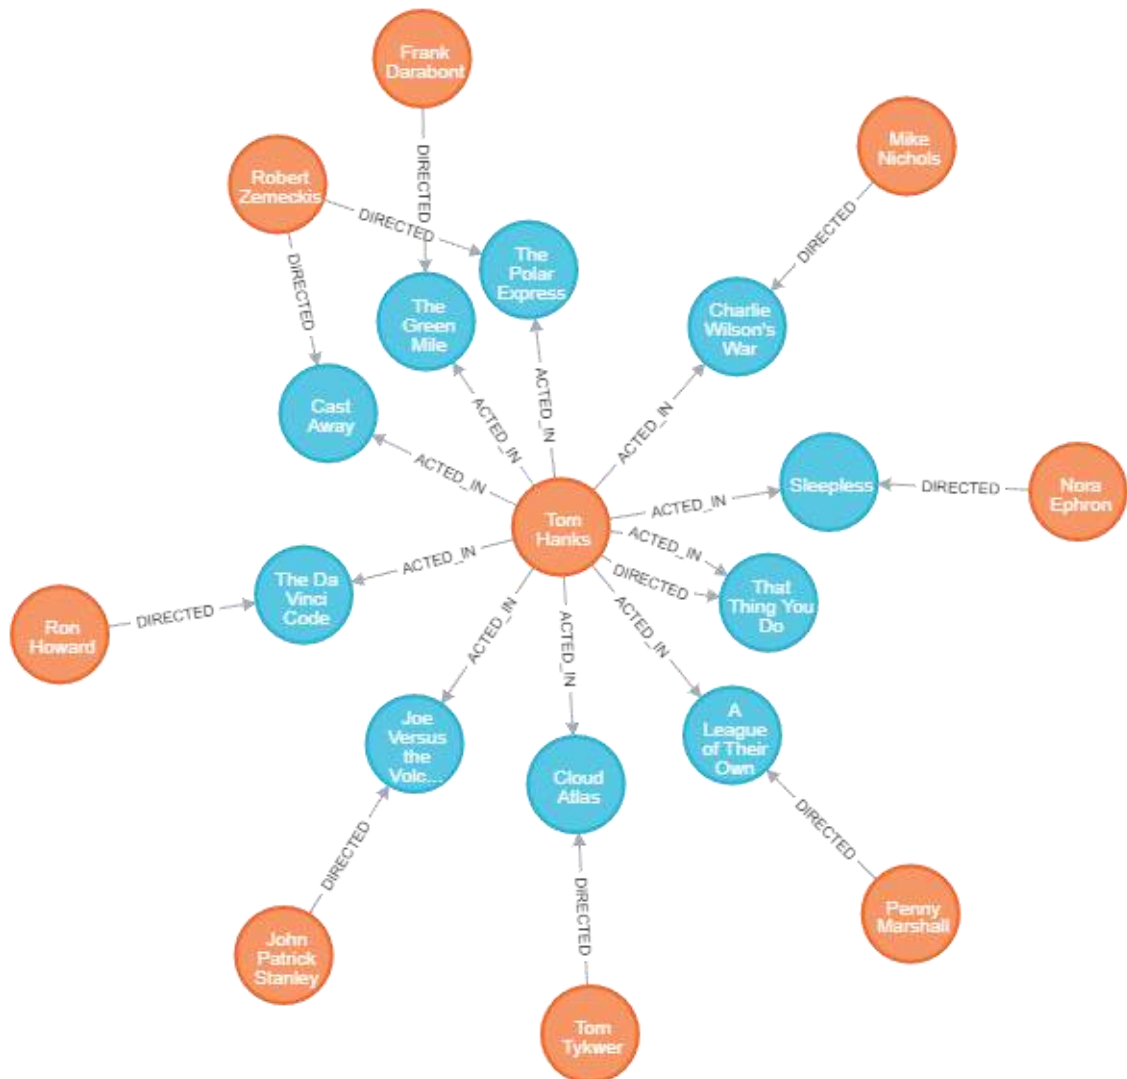 Frank
Darabont
Mike
Nichols
DIRECTED
Robert
Zemeckis
DIRECTED
DIRECTED
DIRECTED
The
Polar
Express
The
Green
Mile
Charlie
Wilson's
War
Cast
Away
ACTED_IN
ACTED_IN
ACTED_IN
ACTED_IN
Sleepless
DIRECTED
Nora
Ephron
ACTED_IN
Tom
Hanks
ACTED_IN
DIRECTED
That
Thing You
Do
ACTED_IN
The Da
Vinci
Code
DIRECTED
Ron
Howard
ACTED_IN
ACTED_IN
ACTED_IN
Joe
Versus
the
Volc...
Cloud
Atlas
A
League
of Their
Own
DIRECTED
DIRECTED
DIRECTED
John
Patrick
Stanley
Tom
Tykwer
Penny
Marshall